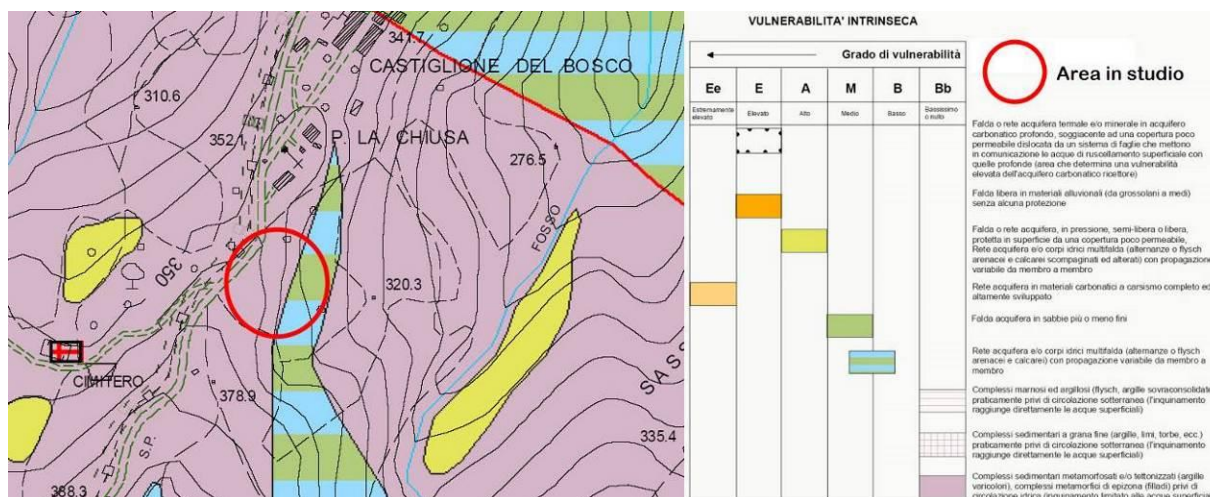 341.7
CASTIGLIONE DEL BOSCO
310.6
352.1
P. LA CHIUSA
276.5
FOSSO
350
320.3
CIMITERO
378.9
S.P.
335.4
388.3
VULNERABILITA' INTRINSECA
Grado di vulnerabilità
Ee E A M B Bb
Estremamente elevato
Elevato
Alto
Medio
Basso
Bassissimo o nullo
Area in studio
Falda o rete acquifera termale e/o minerale in acquifero
carbonatico profondo, soggiacente ad una copertura poco
permeabile dislocata da un sistema di faglie che mettono
in comunicazione le acque di ruscellamento superficiale con
quelle profonde (area che determina una vulnerabilità
elevata dell'acquifero carbonatico ricettore)
Falda libera in materiali alluvionali (da grossolani a medi)
senza alcuna protezione
Falda o rete acquifera, in pressione, semi-libera o libera,
protetta in superficie da una copertura poco permeabile,
Rete acquifera e/o corpi idrici multifalda (alternanze o flysch
arenacei e calcarei scompaginati ed alterati) con propagazione
variabile da membro a membro
Rete acquifera in materiali carbonatici a carsismo completo ed
altamente sviluppato
Falda acquifera in sabbie più o meno fini
Rete acquifera e/o corpi idrici multifalda (alternanze o flysch
arenacei e calcarei) con propagazione variabile da membro a
membro
Complessi marnosi ed argillosi (flysch, argille sovraconsolidate
praticamente privi di circolazione sotterranea (l'inquinamento
raggiunge direttamente le acque superficiali)
Complessi sedimentari a grana fine (argille, limi, torbe, ecc.)
praticamente privi di circolazione sotterranea (l'inquinamento
raggiunge direttamente le acque superficiali)
Complessi sedimentari metamorfosati e/o tettonizzati (argille
varicolori), complessi metamorfici di epizona (filladi) privi di